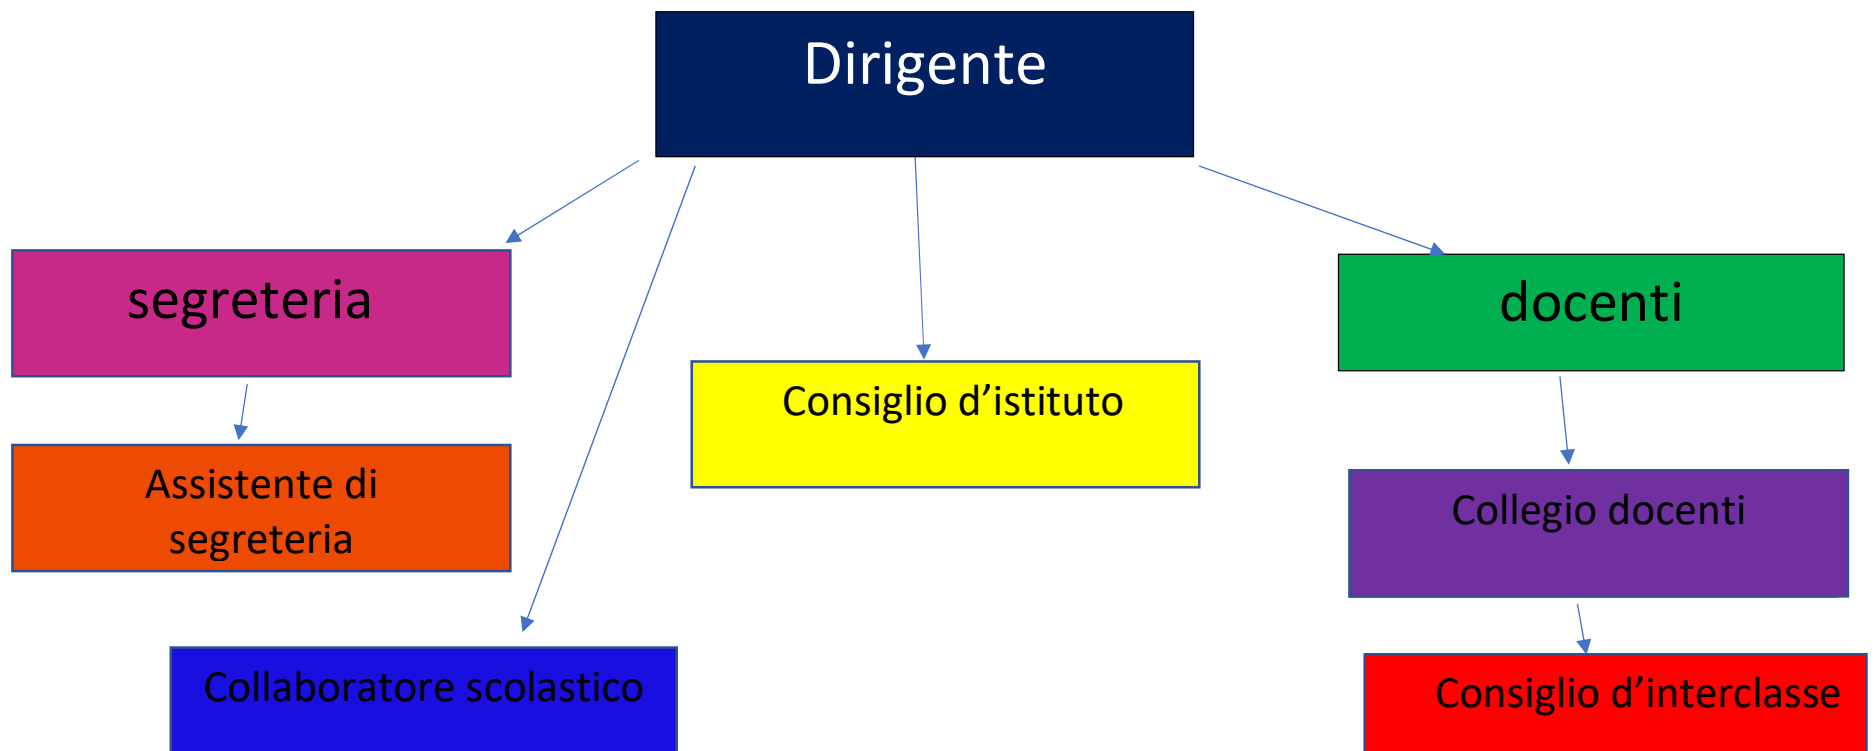 Dirigente
segreteria
docenti
Consiglio d’istituto
Assistente di
segreteria
Collegio docenti
Collaboratore scolastico
Consiglio d’interclasse